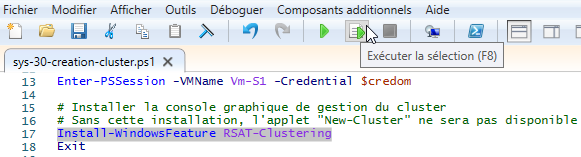 Fichier Modifier Afficher Outils Déboguer Composants additionnels Aide
Exécuter la sélection (F8)
sys-30-creation-cluster.ps1 X
13 Enter-PSSession -VMName Vm-S1 -Credential $credom
14
15 # Installer la console graphique de gestion du cluster
16 # Sans cette installation, l'applet "New-Cluster" ne sera pas disponible
17 Install-WindowsFeature RSAT-Clustering
18 Exit